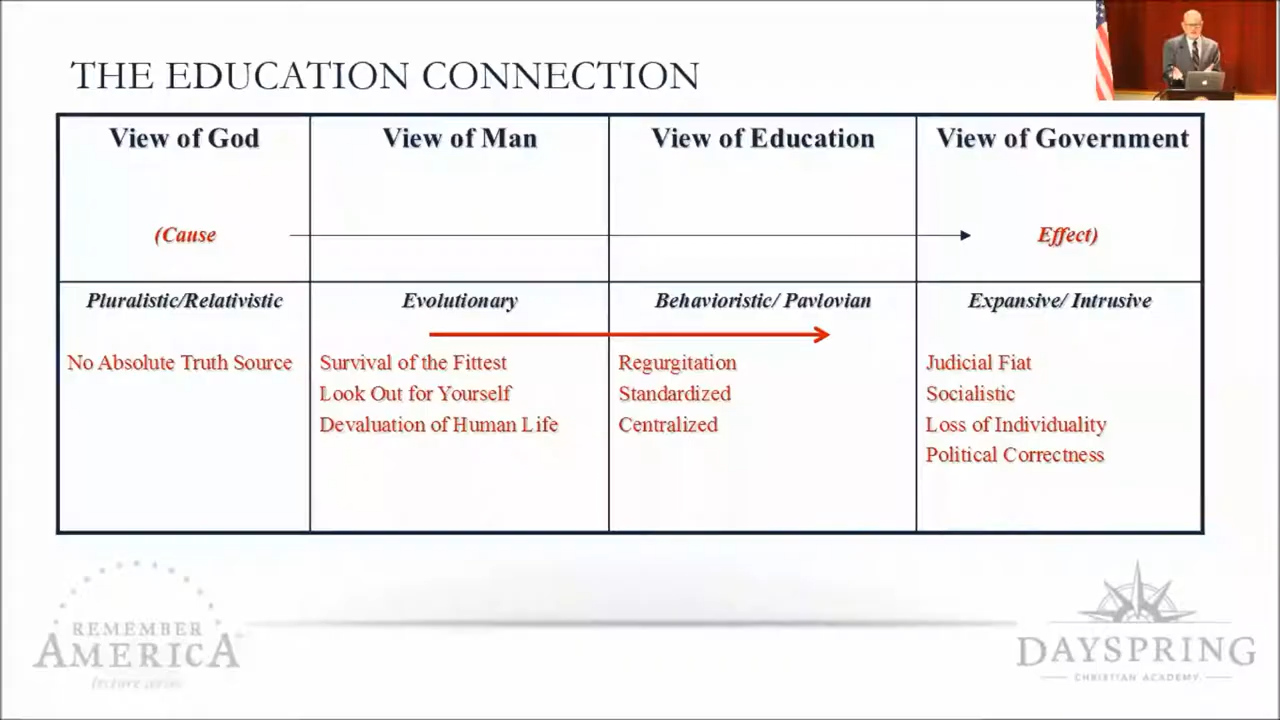 THE EDUCATION CONNECTION
View of God View of Man View of Education View of Government
(Cause Effect)
Pluralistic/Relativistic Evolutionary Behavioristic/ Pavlovian Expansive/ Intrusive
No Absolute Truth Source Survival of the Fittest Regurgitation Judicial Fiat
Look Out for Yourself Standardized Socialistic
Devaluation of Human Life Centralized Loss of Individuality
Political Correctness
REMEMBER
AMERICA
lecture series
DAYSPRING
CHRISTIAN ACADEMY